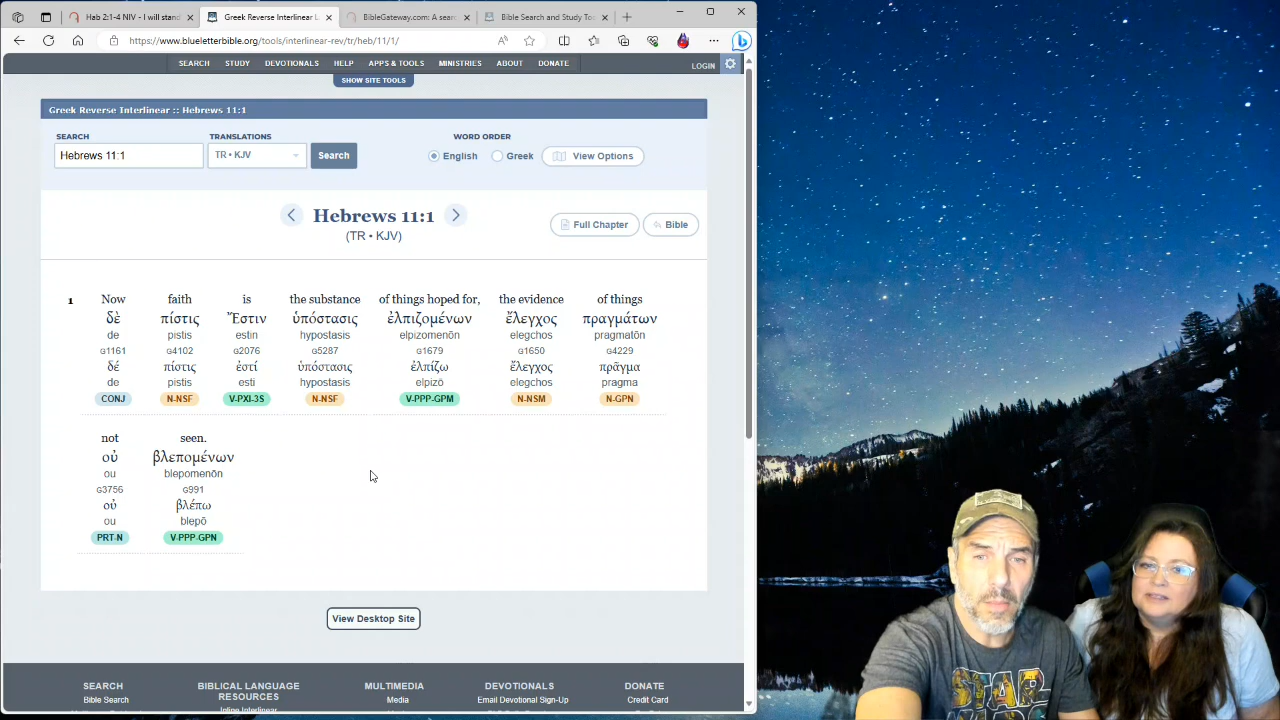 Hab 2:1-4 NIV - I will stand
Greek Reverse Interlinear L
BibleGateway.com: A sear
Bible Search and Study To
https://www.blueletterbible.org/tools/interlinear-rev/tr/heb/11/1/
SEARCH STUDY DEVOTIONALS HELP APPS & TOOLS MINISTRIES ABOUT DONATE LOGIN
SHOW SITE TOOLS
Greek Reverse Interlinear :: Hebrews 11:1
SEARCH TRANSLATIONS WORD ORDER
Hebrews 11:1 TR • KJV Search English Greek View Options
Hebrews 11:1
(TR • KJV)
Full Chapter Bible
1 Now faith is the substance of things hoped for, the evidence of things
δὲ πίστις Ἔστιν ὑπόστασις ἐλπιζομένων ἔλεγχος πραγμάτων
de pistis estin hypostasis elpizomenōn elegchos pragmatōn
G1161 G4102 G2076 G5287 G1679 G1650 G4229
δέ πίστις ἐστί ὑπόστασις ἐλπίζω ἔλεγχος πρᾶγμα
de pistis esti hypostasis elpizō elegchos pragma
CONJ N-NSF V-PXI-3S N-NSF V-PPP-GPM N-NSM N-GPN
not seen.
οὐ βλεπομένων
ou blepomenōn
G3756 G991
οὐ βλέπω
ou blepō
PRT-N V-PPP-GPN
View Desktop Site
SEARCH BIBLICAL LANGUAGE MULTIMEDIA DEVOTIONALS DONATE
RESOURCES
Bible Search Media Email Devotional Sign-Up Credit Card
Inline Interlinear
STAR